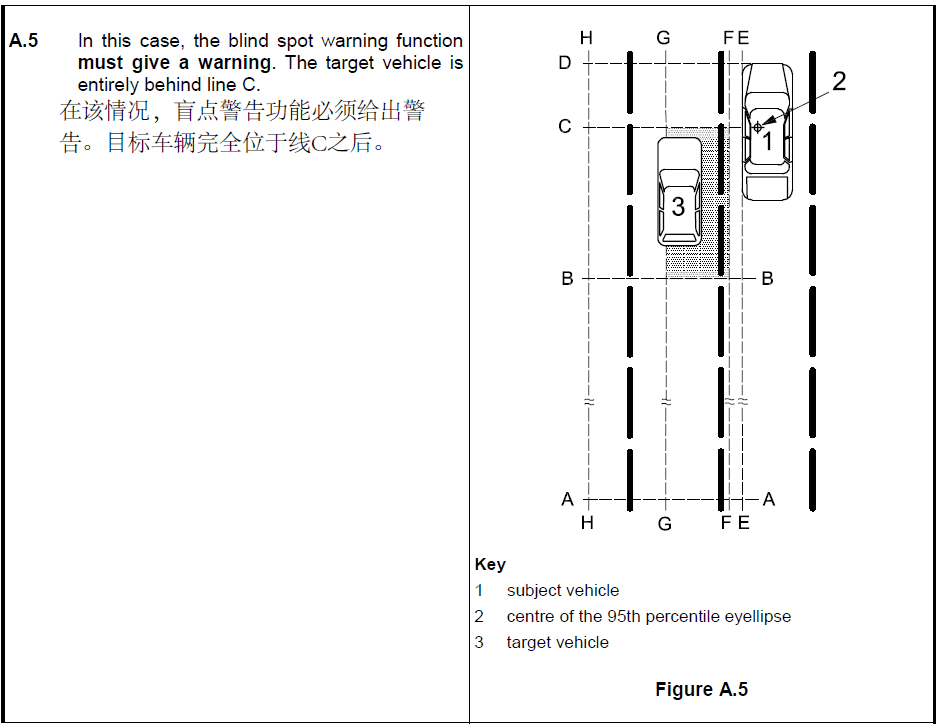 A.5 In this case, the blind spot warning function
must give a warning. The target vehicle is
entirely behind line C.
在该情况，盲点警告功能必须给出警
告。目标车辆完全位于线C之后。
H G F E
D
2
C
1
3
B B
A A
H G F E
Key
1 subject vehicle
2 centre of the 95th percentile eyellipse
3 target vehicle
Figure A.5